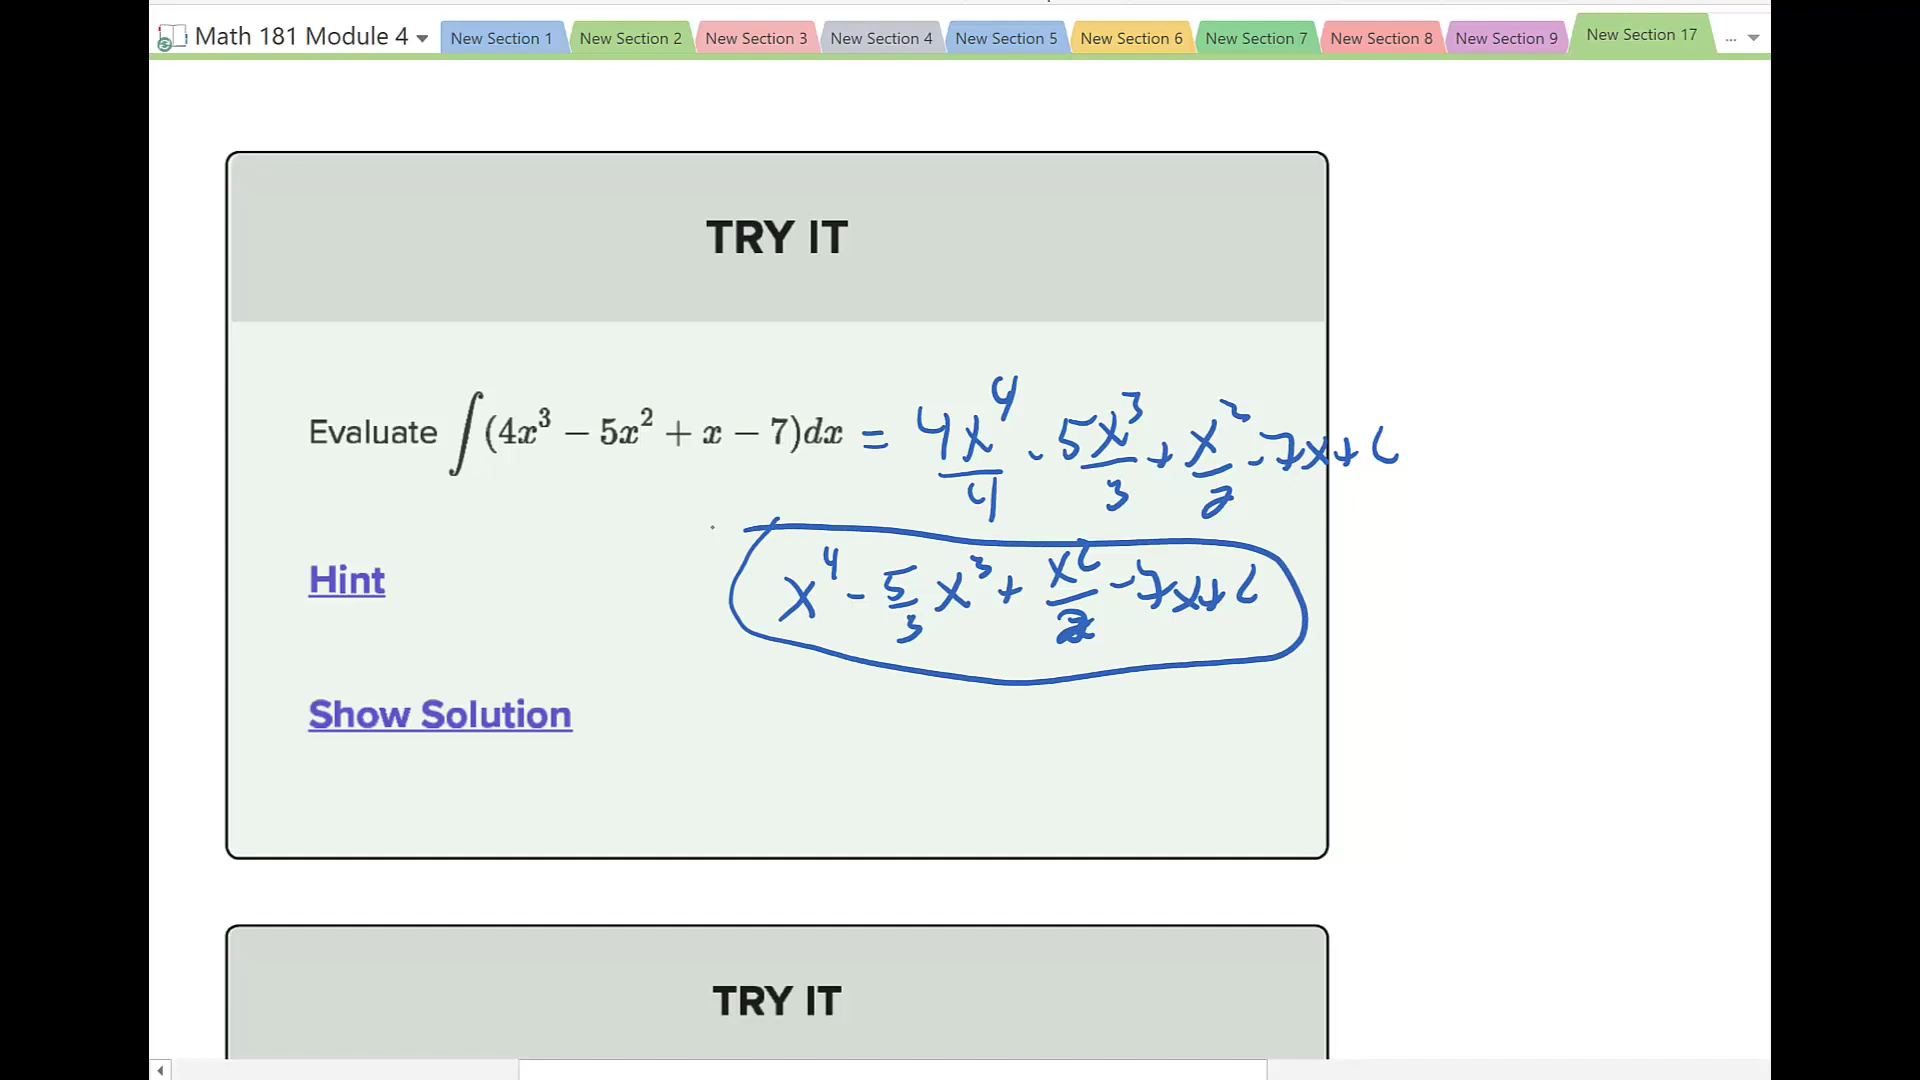 Math 181 Module 4 New Section 1 New Section 2 New Section 3 New Section 4 New Section 5 New Section 6 New Section 7 New Section 8 New Section 9 New Section 17 ...
TRY IT
Evaluate ∫(4x³ − 5x² + x − 7)dx = 4x⁴/4 - 5x³/3 + x²/2 - 7x + C
x⁴ - 5/3 x³ + x²/2 - 7x + C
Hint
Show Solution
TRY IT